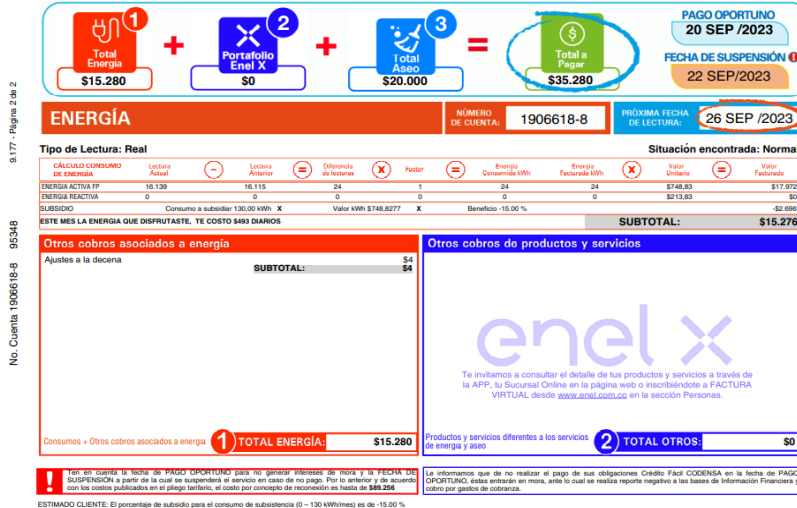 1 2 3
Total Energía + Portafolio Enel X + Total Aseo = Total a Pagar
$15.280 $0 $20.000 $35.280
PAGO OPORTUNO
20 SEP /2023
FECHA DE SUSPENSIÓN
22 SEP/2023
ENERGÍA
NÚMERO DE CUENTA: 1906618-8
PRÓXIMA FECHA DE LECTURA: 26 SEP /2023
Tipo de Lectura: Real Situación encontrada: Normal
CÁLCULO CONSUMO DE ENERGÍA Lectura Actual − Lectura Anterior = Diferencia de lecturas X Factor = Energía Consumida kWh Energía Facturada kWh X Valor Unitario = Valor Facturado
ENERGIA ACTIVA FP 16.139 16.115 24 1 24 24 $748,83 $17.972
ENERGIA REACTIVA 0 0 0 0 0 0 $213,83 $0
SUBSIDIO Consumo a subsidiar 130,00 kWh X Valor kWh $748,8277 X Beneficio -15.00 % -$2.696
ESTE MES LA ENERGIA QUE DISFRUTASTE, TE COSTO $493 DIARIOS SUBTOTAL: $15.276
Otros cobros asociados a energía
Ajustes a la decena $4
SUBTOTAL: $4
Consumos + Otros cobros asociados a energia 1 TOTAL ENERGÍA: $15.280
Otros cobros de productos y servicios
enel x
Te invitamos a consultar el detalle de tus productos y servicios a través de
la APP, tu Sucursal Online en la página web o inscribiéndote a FACTURA
VIRTUAL desde www.enel.com.co en la sección Personas.
Productos y servicios diferentes a los servicios de energia y aseo 2 TOTAL OTROS: $0
! Ten en cuenta la fecha de PAGO OPORTUNO para no generar intereses de mora y la FECHA DE
SUSPENSIÓN a partir de la cual se suspenderá el servicio en caso de no pago. Por lo anterior y de acuerdo
con los costos publicados en el pliego tarifario, el costo por concepto de reconexión es hasta de $89.256
Le informamos que de no realizar el pago de sus obligaciones Crédito Fácil CODENSA en la fecha de PAGO
OPORTUNO, éstas entrarán en mora, ante lo cual se realiza reporte negativo a las bases de Información Financiera y
cobro por gastos de cobranza.
ESTIMADO CLIENTE: El porcentaje de subsidio para el consumo de subsistencia (0 – 130 kWh/mes) es de -15.00 %
9.177 - Página 2 de 2
No. Cuenta 1906618-8 95348